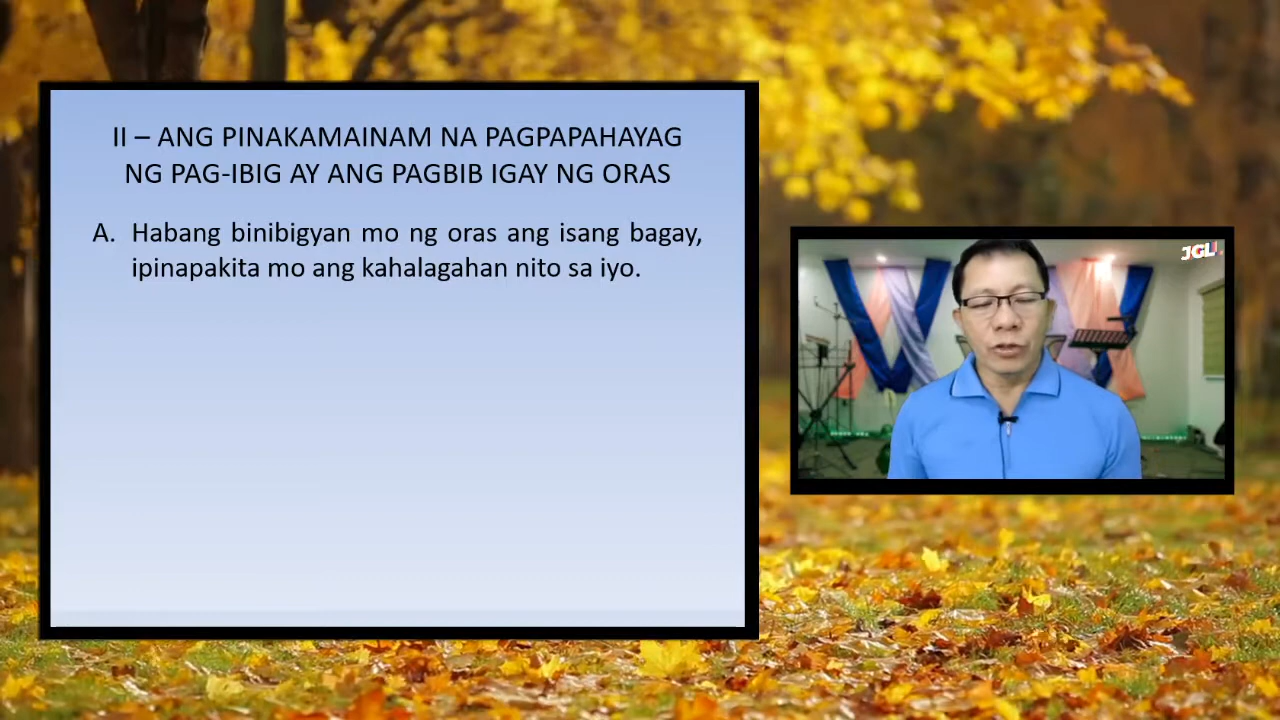 II – ANG PINAKAMAINAM NA PAGPAPAHAYAG
NG PAG-IBIG AY ANG PAGBIB IGAY NG ORAS
A. Habang binibigyan mo ng oras ang isang bagay,
ipinapakita mo ang kahalagahan nito sa iyo.